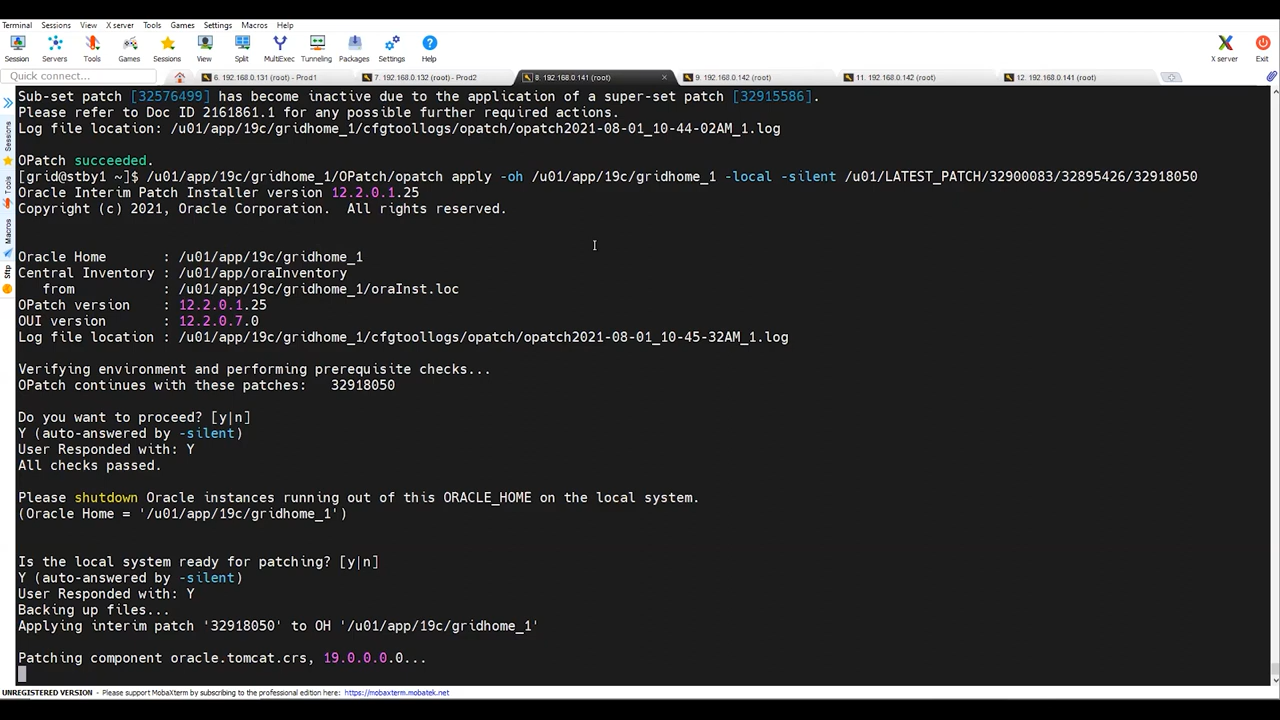 Terminal Sessions View X server Tools Games Settings Macros Help
Session Servers Tools Games Sessions View Split MultiExec Tunneling Packages Settings Help X server Exit
Quick connect... 6. 192.168.0.131 (root) - Prod1 7. 192.168.0.132 (root) - Prod2 8. 192.168.0.141 (root) 9. 192.168.0.142 (root) 11. 192.168.0.142 (root) 12. 192.168.0.141 (root)
Sessions
Tools
Macros
Sftp
Sub-set patch [32576499] has become inactive due to the application of a super-set patch [32915586].
Please refer to Doc ID 2161861.1 for any possible further required actions.
Log file location: /u01/app/19c/gridhome_1/cfgtoollogs/opatch/opatch2021-08-01_10-44-02AM_1.log
OPatch succeeded.
[grid@stby1 ~]$ /u01/app/19c/gridhome_1/OPatch/opatch apply -oh /u01/app/19c/gridhome_1 -local -silent /u01/LATEST_PATCH/32900083/32895426/32918050
Oracle Interim Patch Installer version 12.2.0.1.25
Copyright (c) 2021, Oracle Corporation.  All rights reserved.
Oracle Home       : /u01/app/19c/gridhome_1
Central Inventory : /u01/app/oraInventory
from           : /u01/app/19c/gridhome_1/oraInst.loc
OPatch version    : 12.2.0.1.25
OUI version       : 12.2.0.7.0
Log file location : /u01/app/19c/gridhome_1/cfgtoollogs/opatch/opatch2021-08-01_10-45-32AM_1.log
Verifying environment and performing prerequisite checks...
OPatch continues with these patches:   32918050
Do you want to proceed? [y|n]
Y (auto-answered by -silent)
User Responded with: Y
All checks passed.
Please shutdown Oracle instances running out of this ORACLE_HOME on the local system.
(Oracle Home = '/u01/app/19c/gridhome_1')
Is the local system ready for patching? [y|n]
Y (auto-answered by -silent)
User Responded with: Y
Backing up files...
Applying interim patch '32918050' to OH '/u01/app/19c/gridhome_1'
Patching component oracle.tomcat.crs, 19.0.0.0.0...
UNREGISTERED VERSION - Please support MobaXterm by subscribing to the professional edition here: https://mobaxterm.mobatek.net